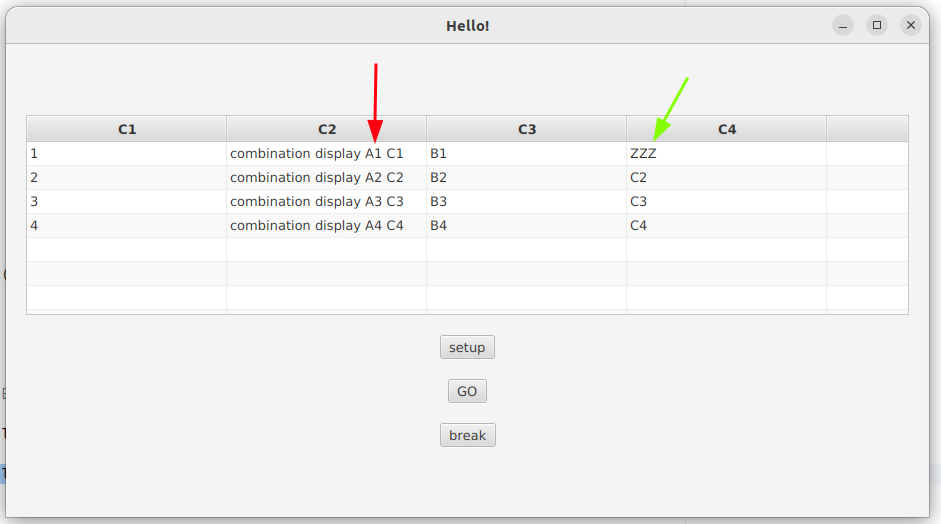 Hello!
C1 C2 C3 C4
1 combination display A1 C1 B1 ZZZ
2 combination display A2 C2 B2 C2
3 combination display A3 C3 B3 C3
4 combination display A4 C4 B4 C4
setup
GO
break